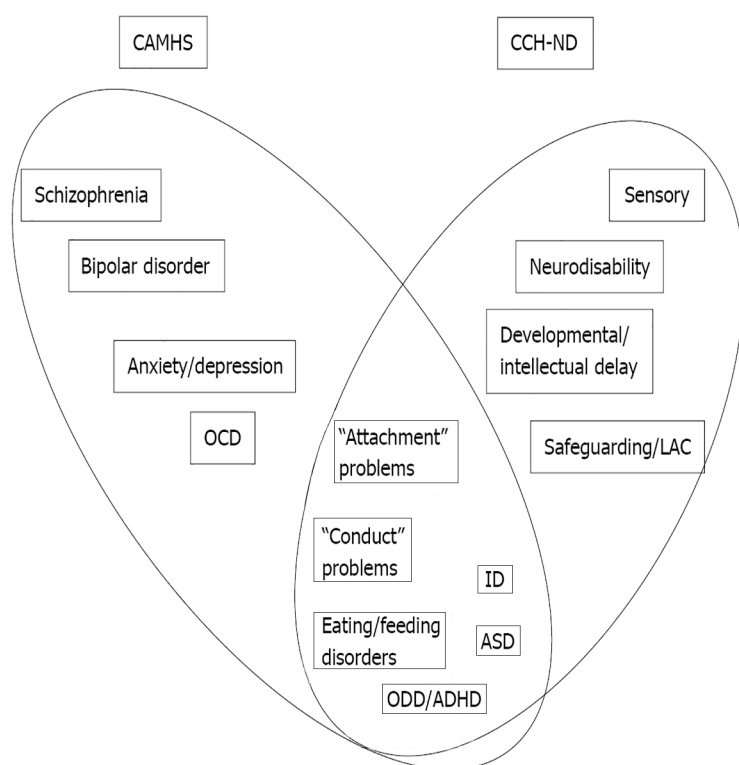 CAMHS
CCH-ND
Schizophrenia
Sensory
Bipolar disorder
Neurodisability
Developmental/
intellectual delay
Anxiety/depression
OCD
“Attachment”
problems
Safeguarding/LAC
“Conduct”
problems
ID
Eating/feeding
disorders
ASD
ODD/ADHD